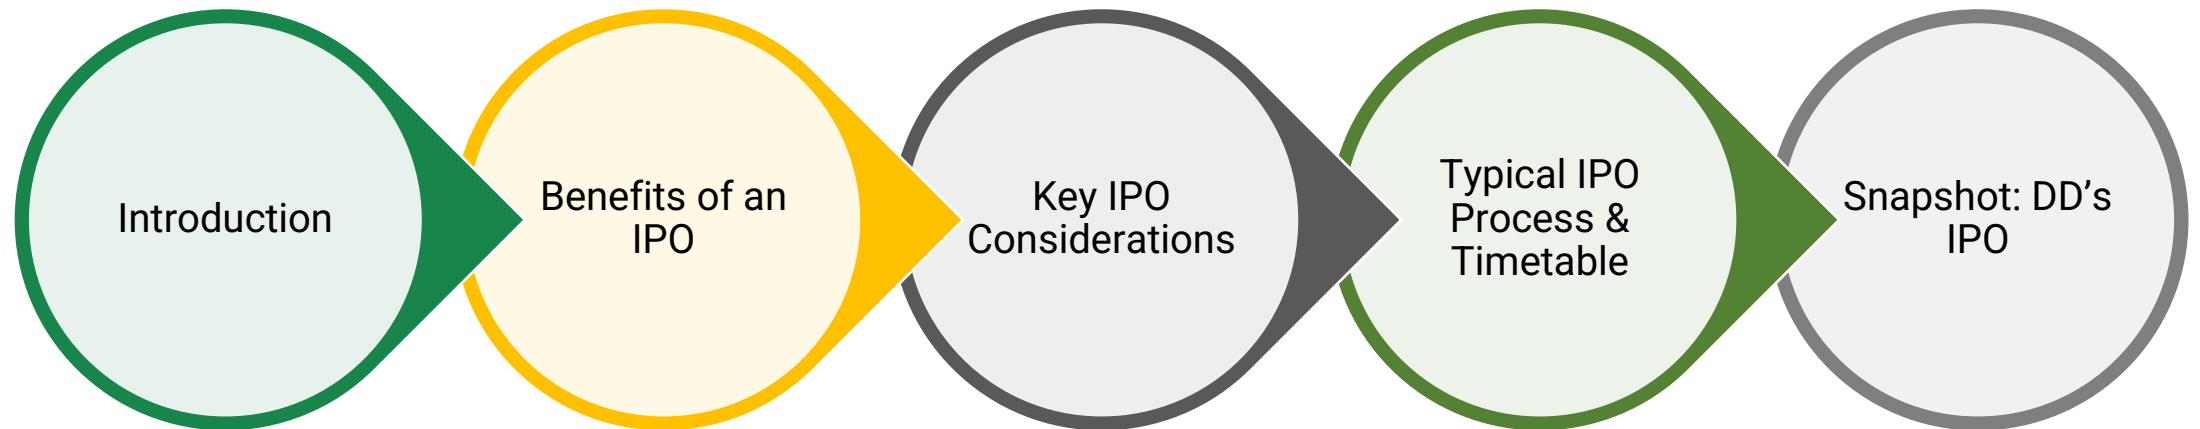 Introduction
Benefits of an
IPO
Key IPO
Considerations
Typical IPO
Process &
Timetable
Snapshot: DD’s
IPO